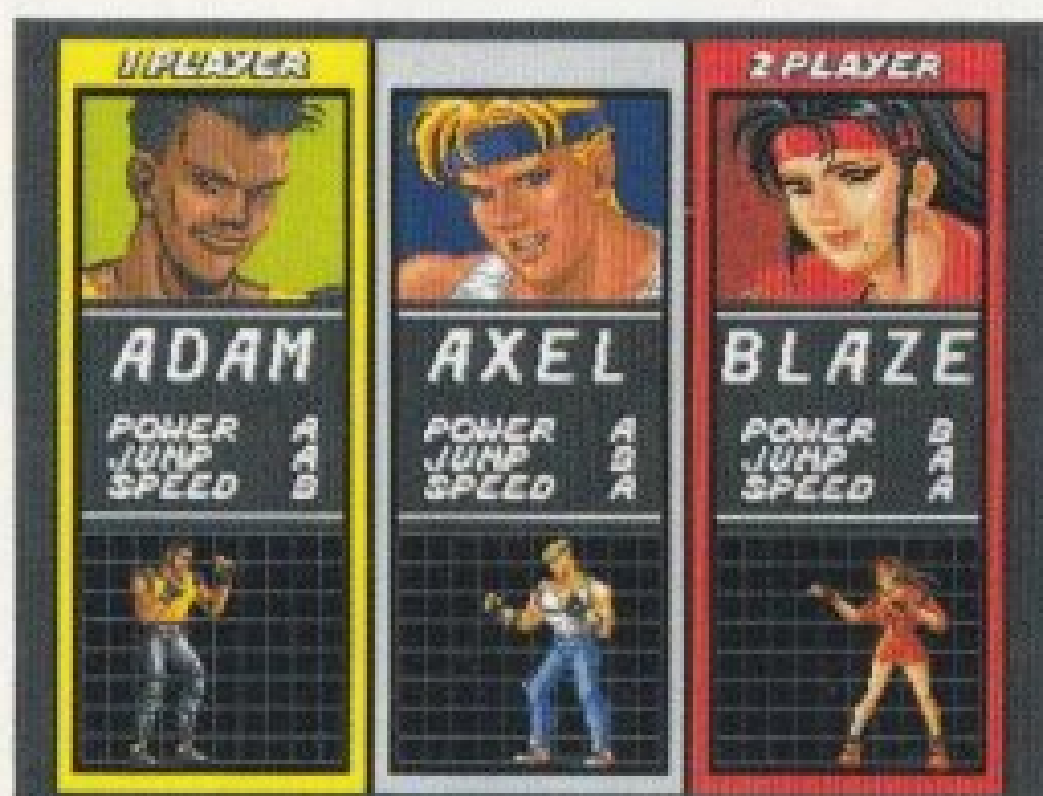 1 PLAYER
2 PLAYER
ADAM
POWER A
JUMP A
SPEED B
AXEL
POWER A
JUMP B
SPEED A
BLAZE
POWER B
JUMP A
SPEED A